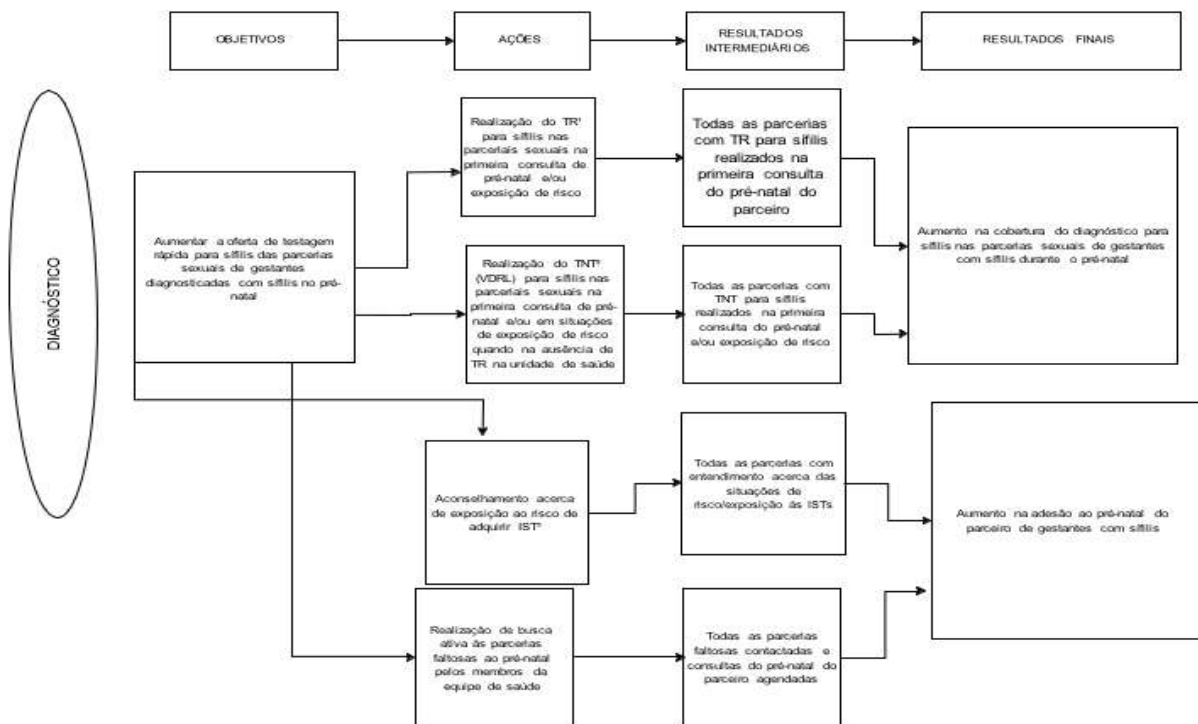 OBJETIVOS
AÇÕES
RESULTADOS
INTERMEDIÁRIOS
RESULTADOS FINAIS
DIAGNÓSTICO
Aumentar a oferta de testagem
rápida para sífilis das parcerias
sexuais de gestantes
diagnosticadas com sífilis no pré-
natal
Realização do TR¹
para sífilis nas
parcerias sexuais na
primeira consulta de
pré-natal e/ou
exposição de risco
Todas as parcerias
com TR para sífilis
realizados na
primeira consulta
do pré-natal do
parceiro
Aumento na cobertura do diagnóstico para
sífilis nas parcerias sexuais de gestantes
com sífilis durante o pré-natal
Realização do TNT²
(VDRL) para sífilis nas
parcerias sexuais na
primeira consulta de pré-
natal e/ou em situações
de exposição de risco
quando na ausência de
TR na unidade de saúde
Todas as parcerias com
TNT para sífilis
realizados na primeira
consulta do pré-natal
e/ou exposição de risco
Aconselhamento acerca
de exposição ao risco de
adquirir IST³
Todas as parcerias com
entendimento acerca das
situações de
risco/exposição às ISTs
Aumento na adesão ao pré-natal do
parceiro de gestantes com sífilis
Realização de busca
ativa às parcerias
faltosas ao pré-natal
pelos membros da
equipe de saúde
Todas as parcerias
faltosas contactadas e
consultas do pré-natal do
parceiro agendadas